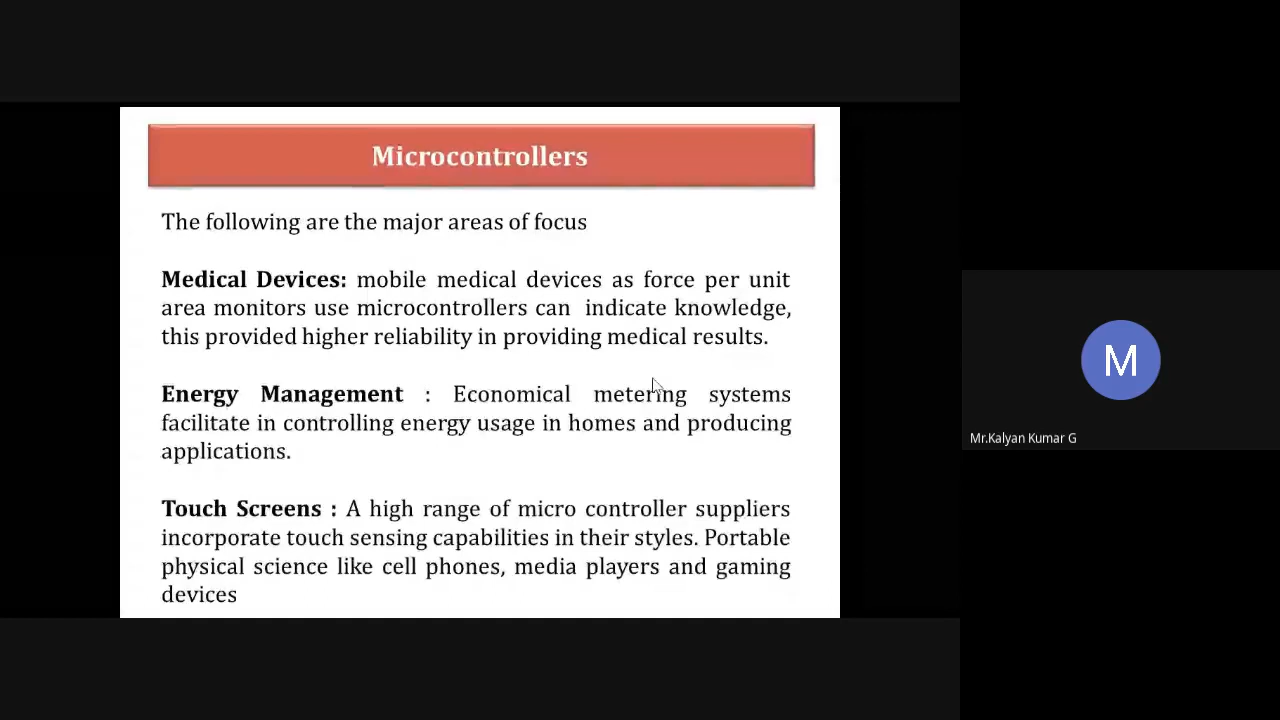 Microcontrollers
The following are the major areas of focus
Medical Devices: mobile medical devices as force per unit
area monitors use microcontrollers can indicate knowledge,
this provided higher reliability in providing medical results.
Energy Management : Economical metering systems
facilitate in controlling energy usage in homes and producing
applications.
Touch Screens : A high range of micro controller suppliers
incorporate touch sensing capabilities in their styles. Portable
physical science like cell phones, media players and gaming
devices
M
Mr.Kalyan Kumar G